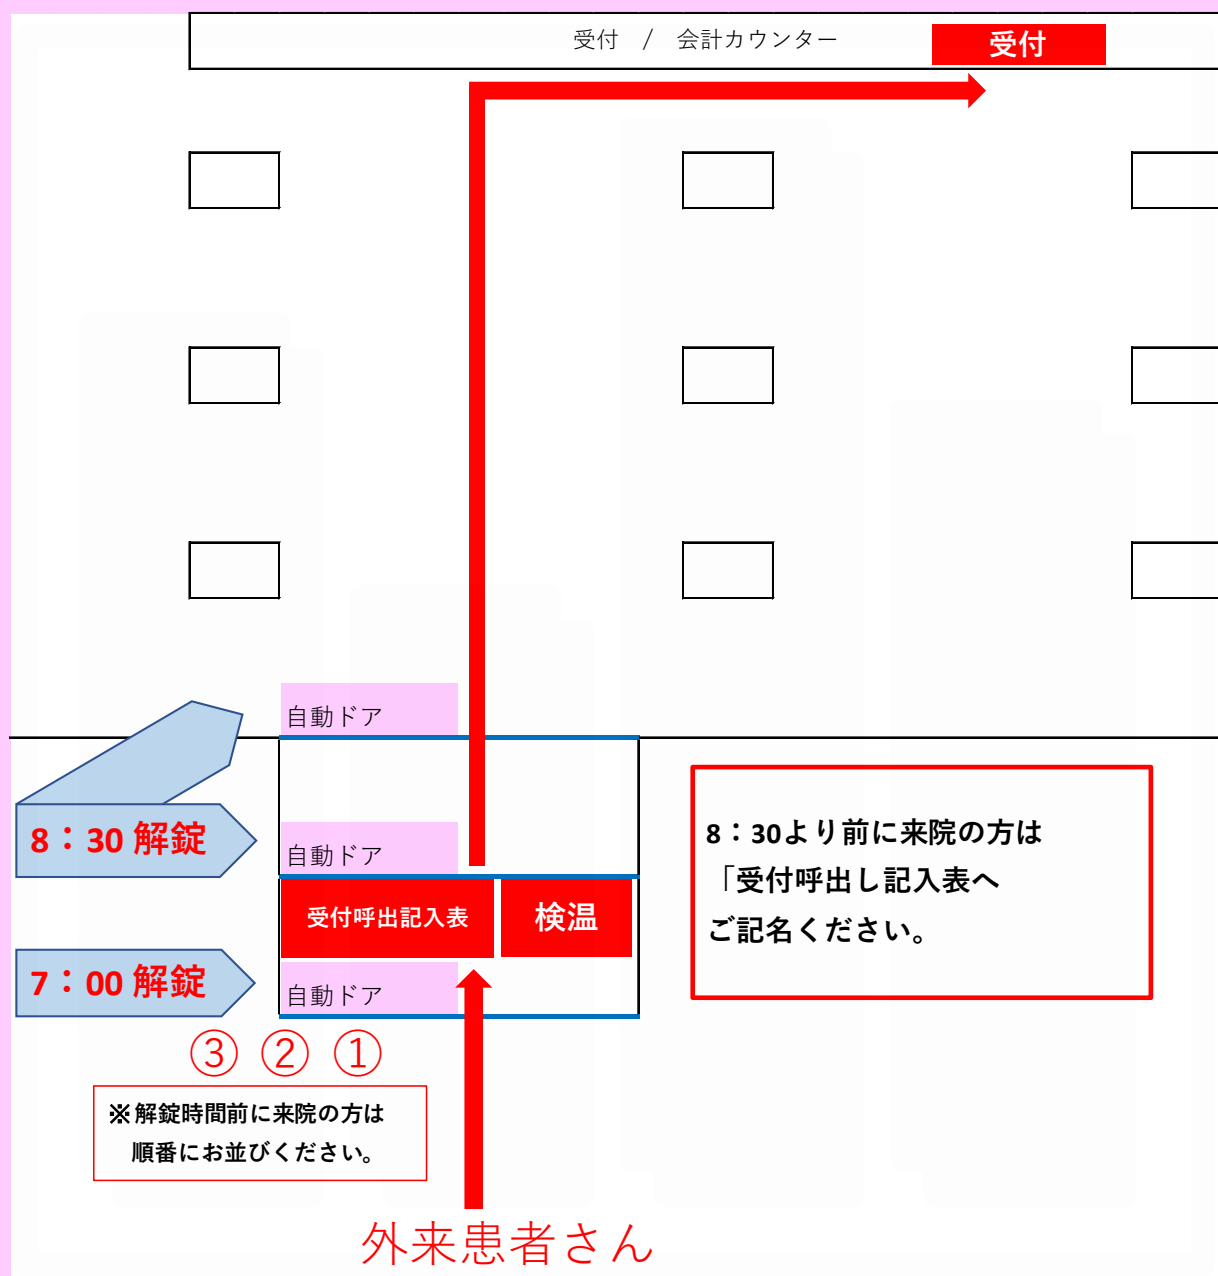 受付　/　会計カウンター
受付
自動ドア
8：30 解錠
自動ドア
8：30より前に来院の方は
「受付呼出し記入表へ
ご記名ください。
受付呼出記入表
検温
7：00 解錠
自動ドア
③ ② ①
※解錠時間前に来院の方は
順番にお並びください。
外来患者さん